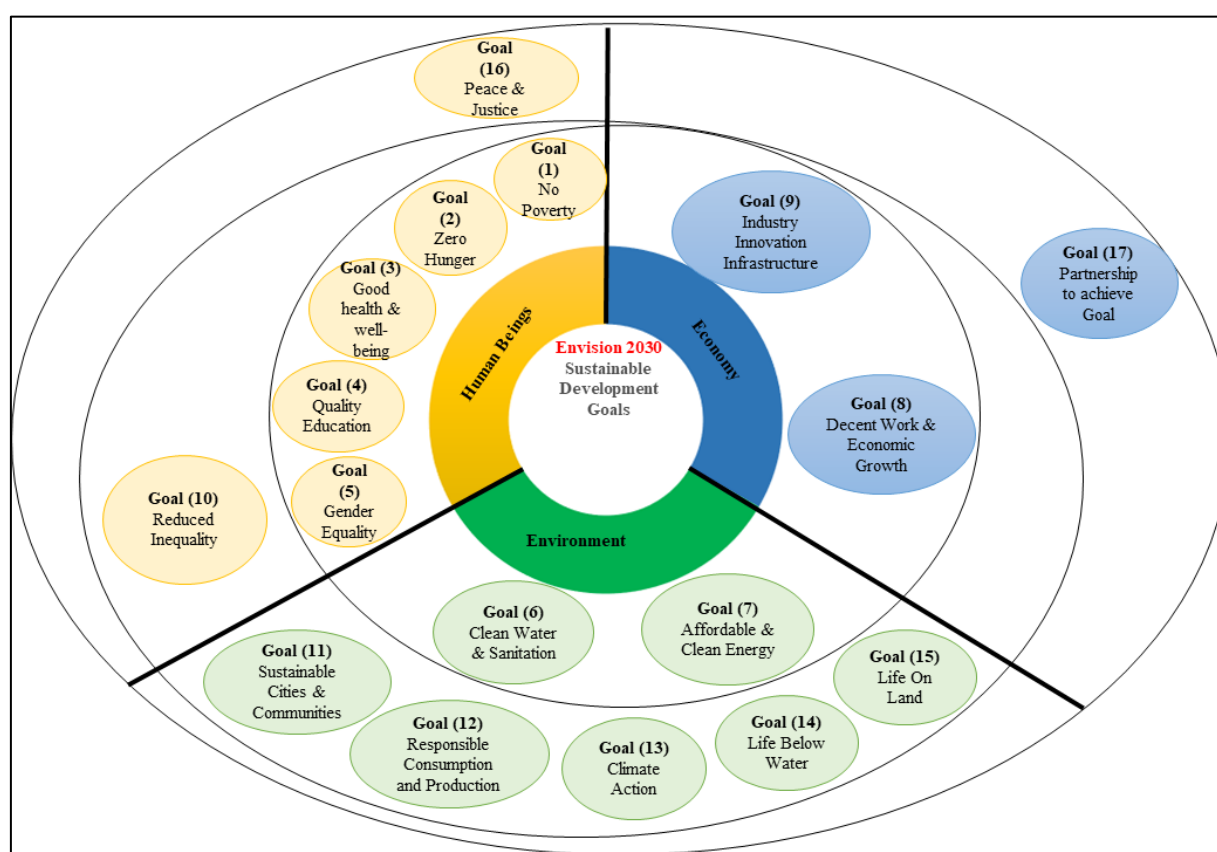 Goal
(16)
Peace &
Justice
Goal
(1)
No
Poverty
Goal
(2)
Zero
Hunger
Goal (3)
Good
health &
well-
being
Goal (4)
Quality
Education
Goal
(5)
Gender
Equality
Goal (10)
Reduced
Inequality
Goal (9)
Industry
Innovation
Infrastructure
Goal (17)
Partnership
to achieve
Goal
Goal (8)
Decent Work &
Economic
Growth
Human Beings
Economy
Environment
Envision 2030
Sustainable
Development
Goals
Goal (6)
Clean Water
& Sanitation
Goal (7)
Affordable &
Clean Energy
Goal (11)
Sustainable
Cities &
Communities
Goal (12)
Responsible
Consumption
and Production
Goal (13)
Climate
Action
Goal (14)
Life Below
Water
Goal (15)
Life On
Land